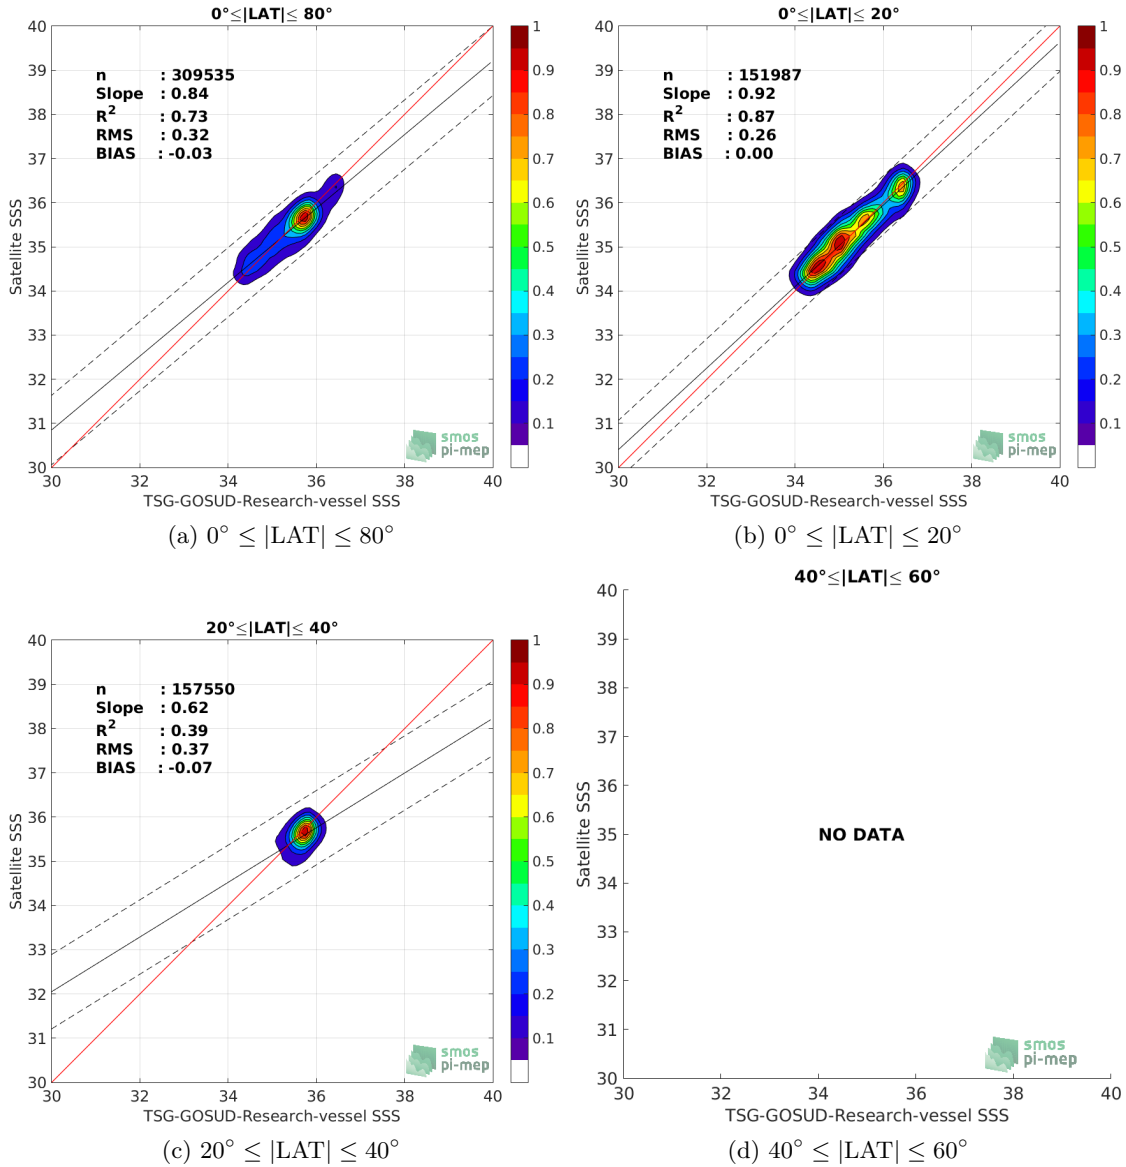 0°≤|LAT|≤ 80°
40
39
38
37
36
35
34
33
32
31
30
Satellite SSS
n : 309535
Slope : 0.84
R² : 0.73
RMS : 0.32
BIAS : -0.03
smos
pi-mep
30 32 34 36 38 40
TSG-GOSUD-Research-vessel SSS
1
0.9
0.8
0.7
0.6
0.5
0.4
0.3
0.2
0.1
(a) 0° ≤ |LAT| ≤ 80°
0°≤|LAT|≤ 20°
40
39
38
37
36
35
34
33
32
31
30
Satellite SSS
n : 151987
Slope : 0.92
R² : 0.87
RMS : 0.26
BIAS : 0.00
smos
pi-mep
30 32 34 36 38 40
TSG-GOSUD-Research-vessel SSS
1
0.9
0.8
0.7
0.6
0.5
0.4
0.3
0.2
0.1
(b) 0° ≤ |LAT| ≤ 20°
20°≤|LAT|≤ 40°
40
39
38
37
36
35
34
33
32
31
30
Satellite SSS
n : 157550
Slope : 0.62
R² : 0.39
RMS : 0.37
BIAS : -0.07
smos
pi-mep
30 32 34 36 38 40
TSG-GOSUD-Research-vessel SSS
1
0.9
0.8
0.7
0.6
0.5
0.4
0.3
0.2
0.1
(c) 20° ≤ |LAT| ≤ 40°
40°≤|LAT|≤ 60°
40
39
38
37
36
35
34
33
32
31
30
Satellite SSS
NO DATA
smos
pi-mep
30 32 34 36 38 40
TSG-GOSUD-Research-vessel SSS
(d) 40° ≤ |LAT| ≤ 60°